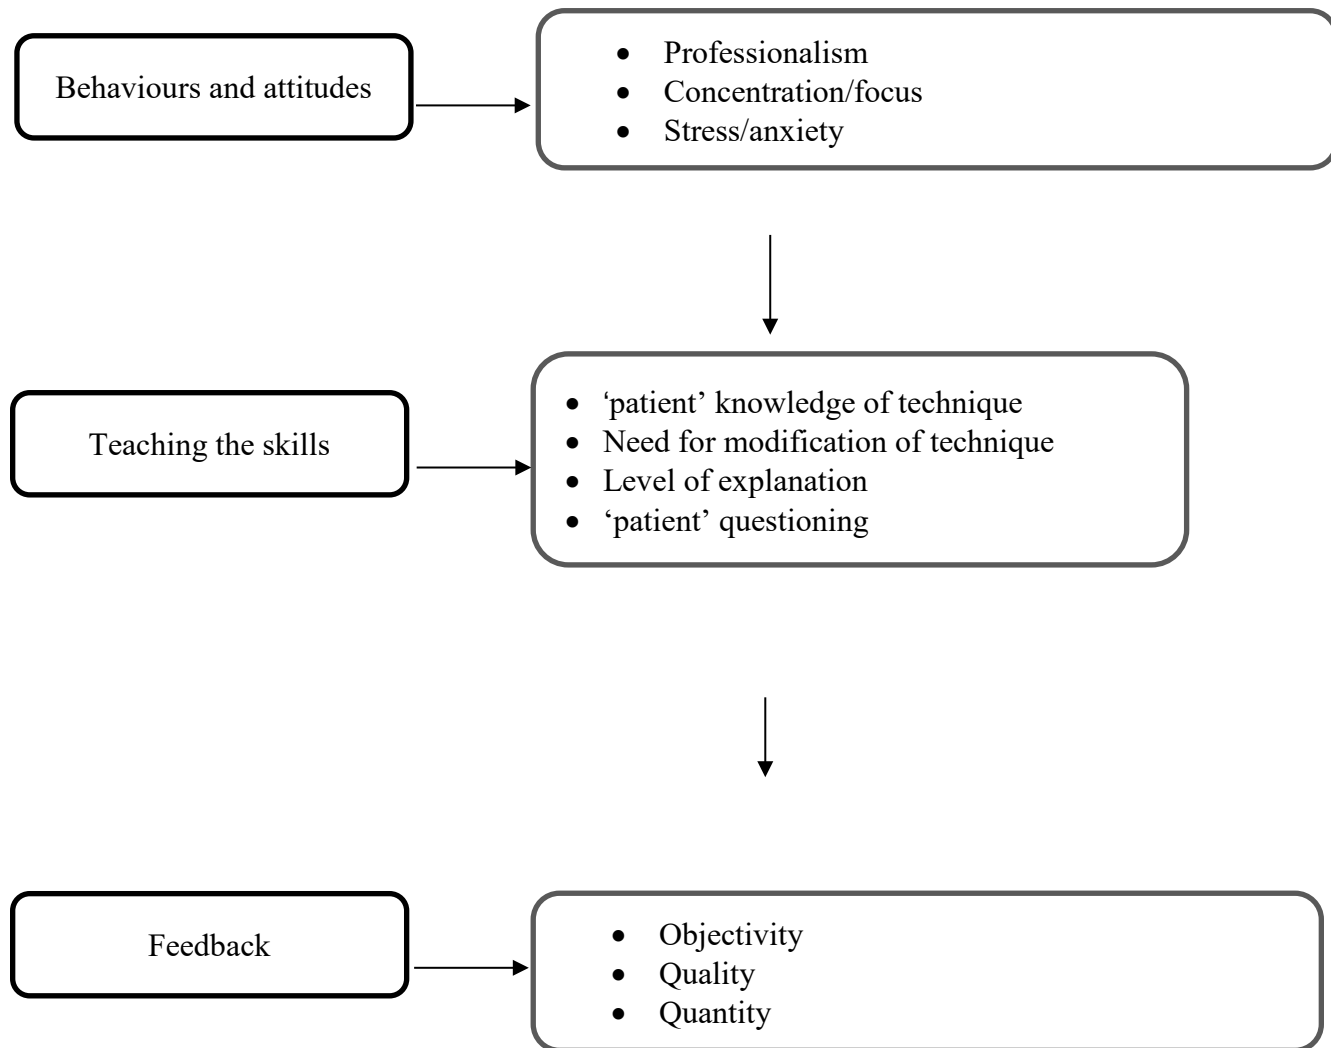 Behaviours and attitudes
• Professionalism
• Concentration/focus
• Stress/anxiety
Teaching the skills
• ‘patient’ knowledge of technique
• Need for modification of technique
• Level of explanation
• ‘patient’ questioning
Feedback
• Objectivity
• Quality
• Quantity